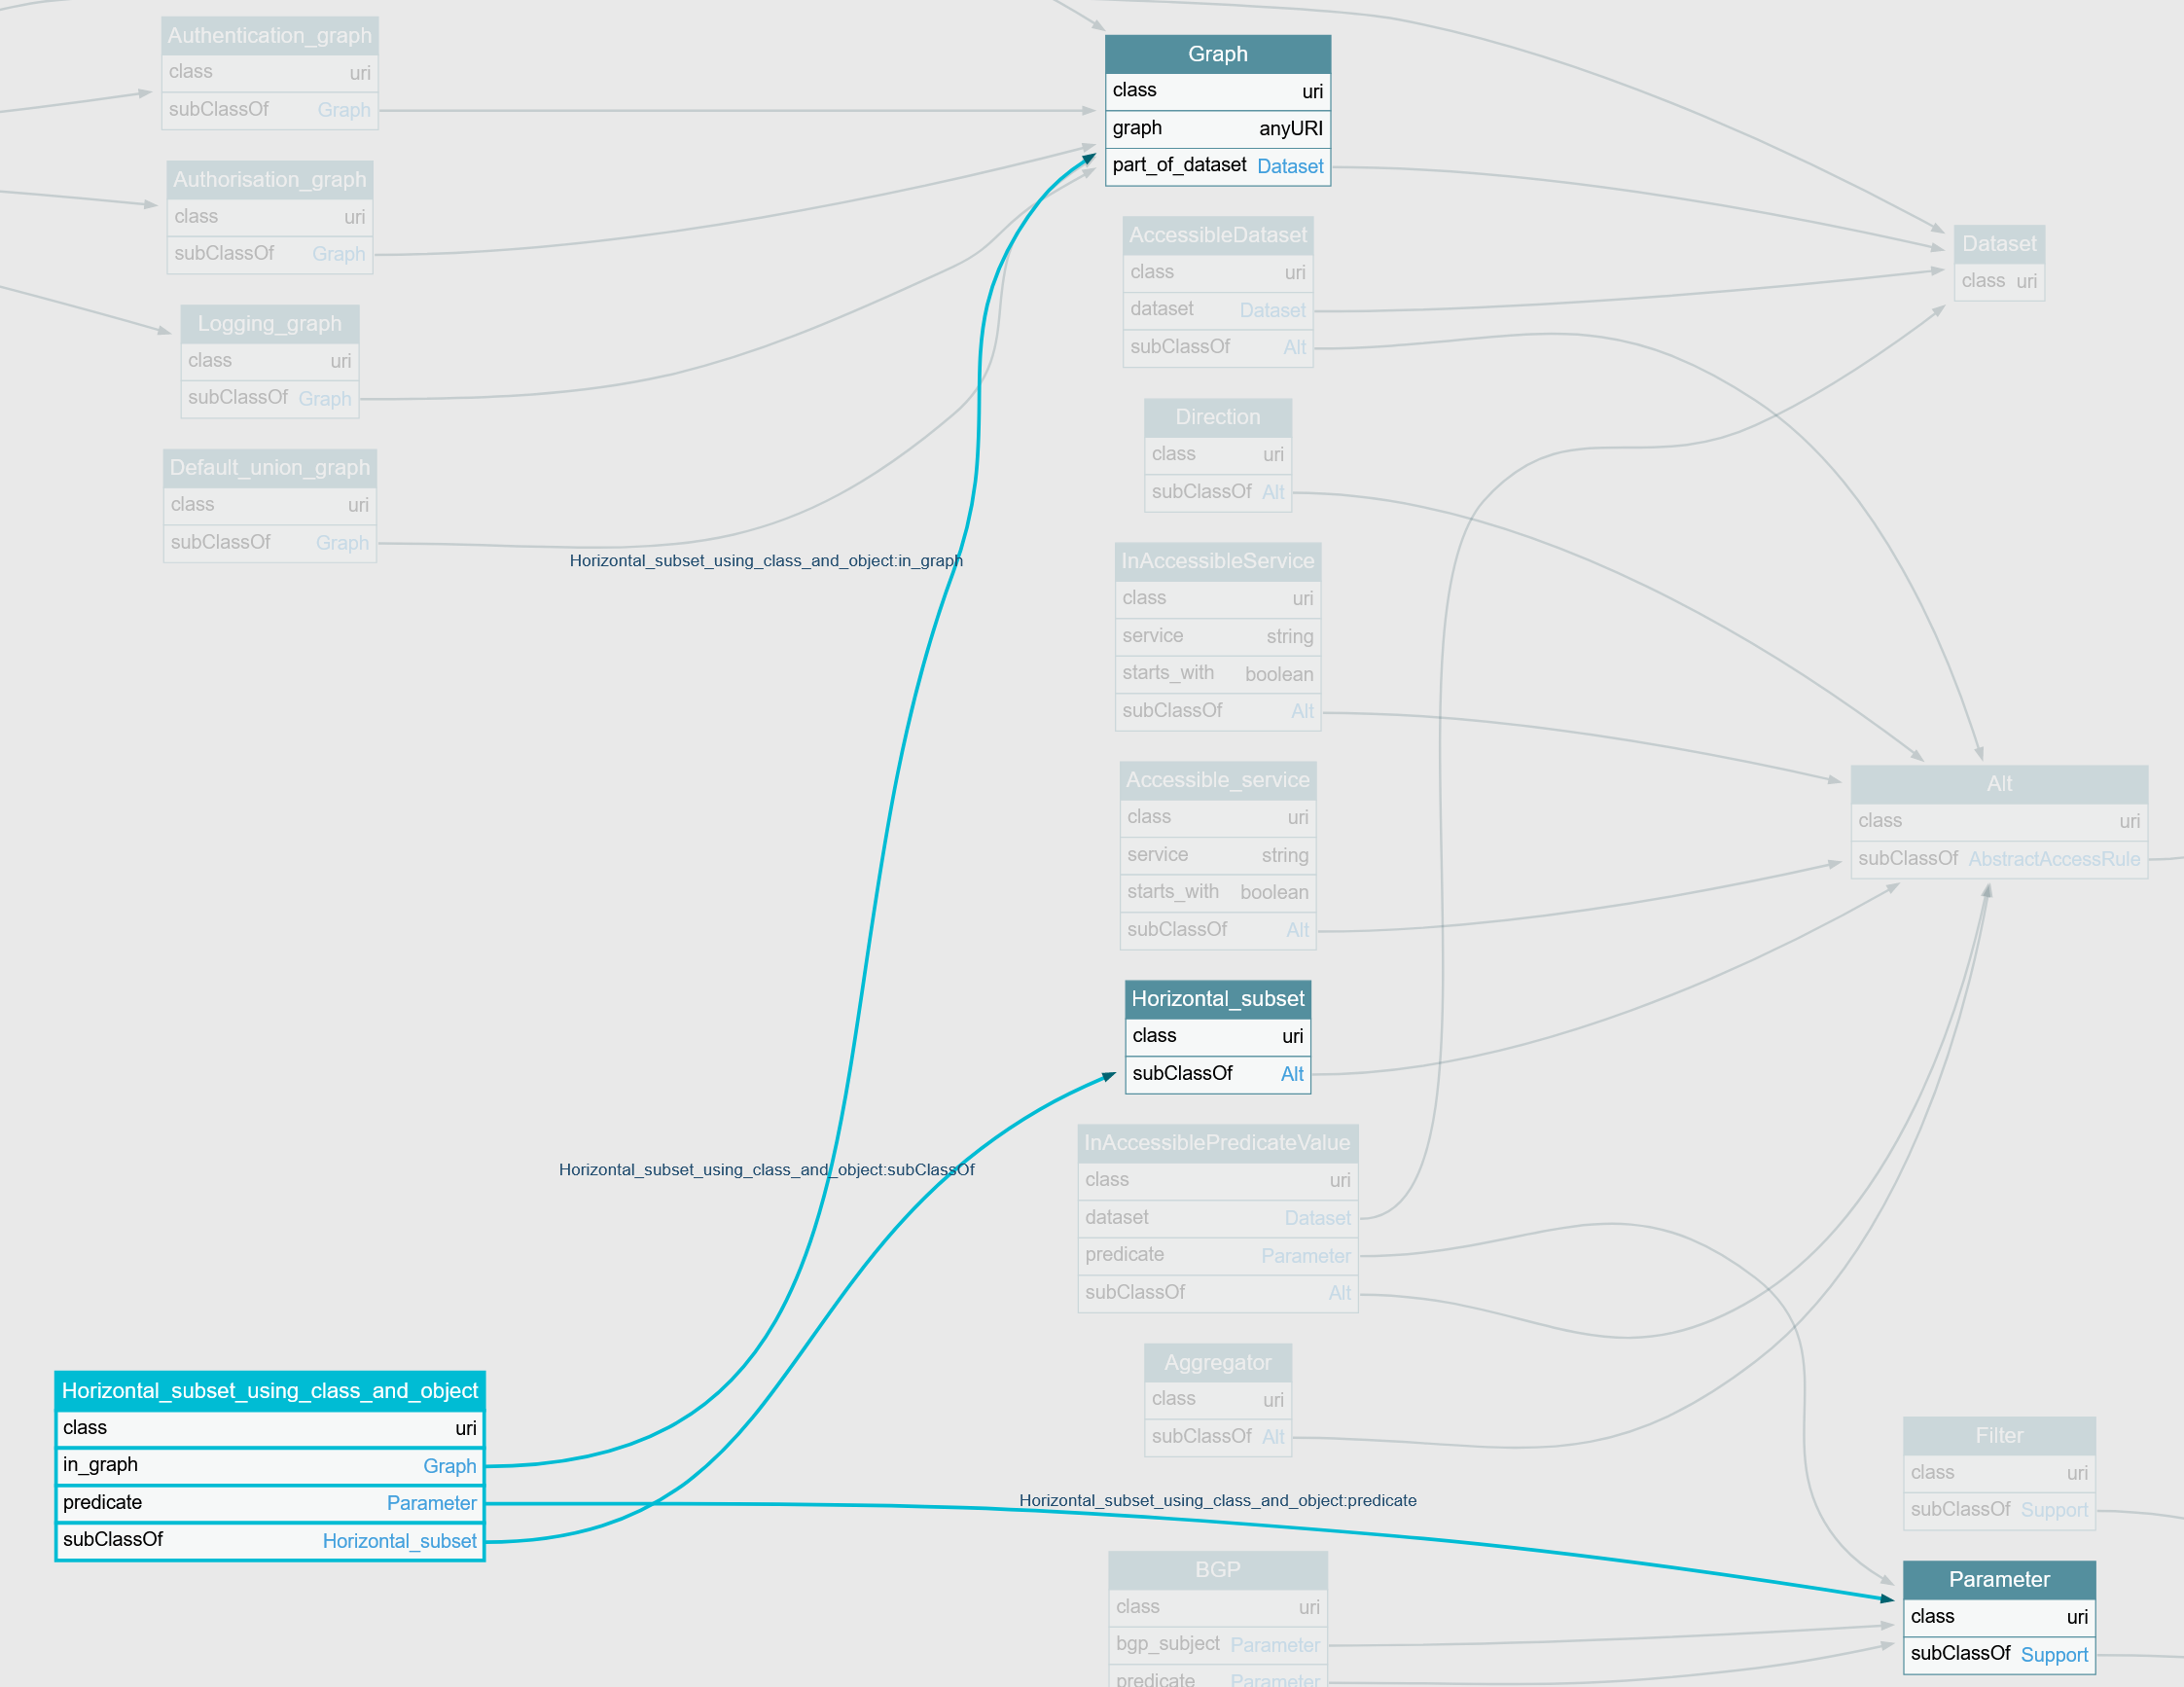 Authentication_graph
class uri
subClassOf Graph
Authorisation_graph
class uri
subClassOf Graph
Logging_graph
class uri
subClassOf Graph
Default_union_graph
class uri
subClassOf Graph
Horizontal_subset_using_class_and_object:in_graph
Horizontal_subset_using_class_and_object:subClassOf
Horizontal_subset_using_class_and_object
class uri
in_graph Graph
predicate Parameter
subClassOf Horizontal_subset
Horizontal_subset_using_class_and_object:predicate
Graph
class uri
graph anyURI
part_of_dataset Dataset
AccessibleDataset
class uri
dataset Dataset
subClassOf Alt
Direction
class uri
subClassOf Alt
InAccessibleService
class uri
service string
starts_with boolean
subClassOf Alt
Accessible_service
class uri
service string
starts_with boolean
subClassOf Alt
Horizontal_subset
class uri
subClassOf Alt
InAccessiblePredicateValue
class uri
dataset Dataset
predicate Parameter
subClassOf Alt
Aggregator
class uri
subClassOf Alt
BGP
class uri
bgp_subject Parameter
predicate Parameter
Dataset
class uri
Alt
class uri
subClassOf AbstractAccessRule
Filter
class uri
subClassOf Support
Parameter
class uri
subClassOf Support